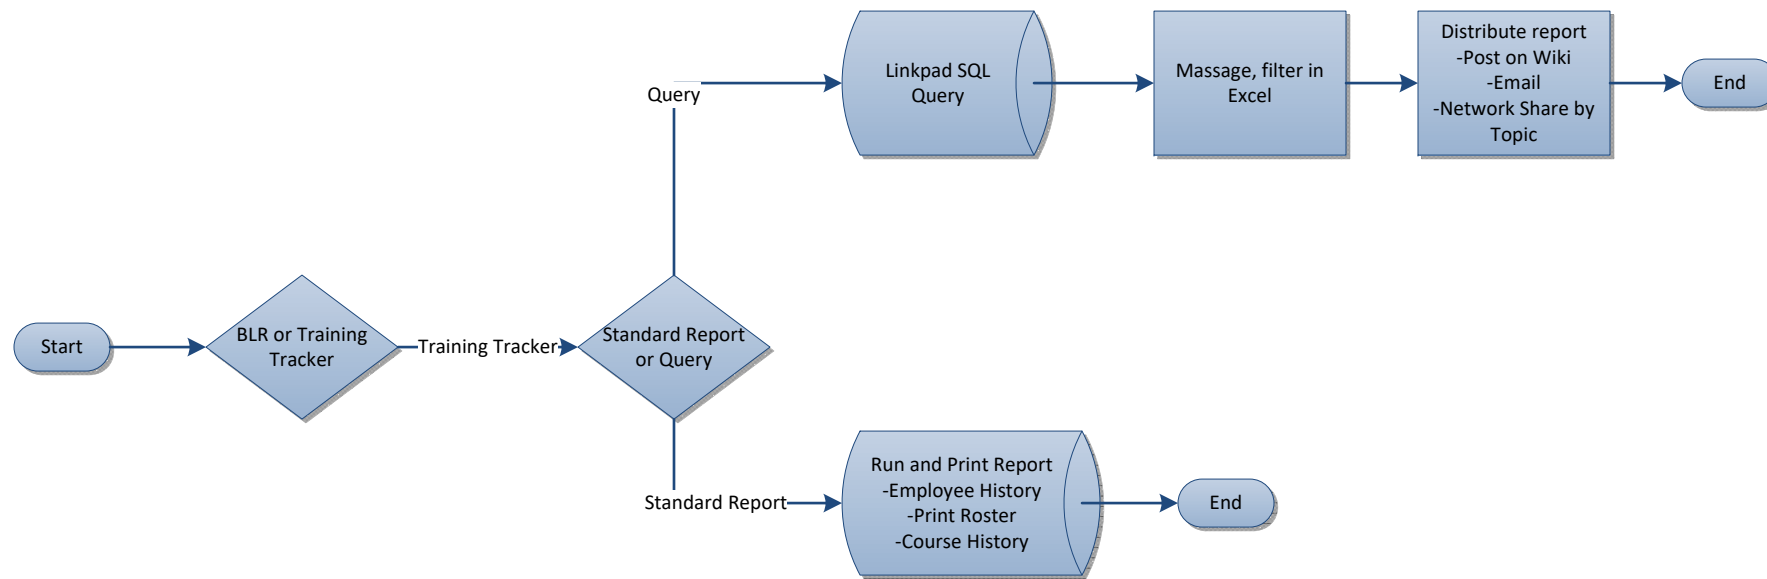 Query
Linkpad SQL
Query
Massage, filter in
Excel
Distribute report
-Post on Wiki
-Email
-Network Share by
Topic
End
Start
BLR or Training
Tracker
Training Tracker
Standard Report
or Query
Standard Report
Run and Print Report
-Employee History
-Print Roster
-Course History
End